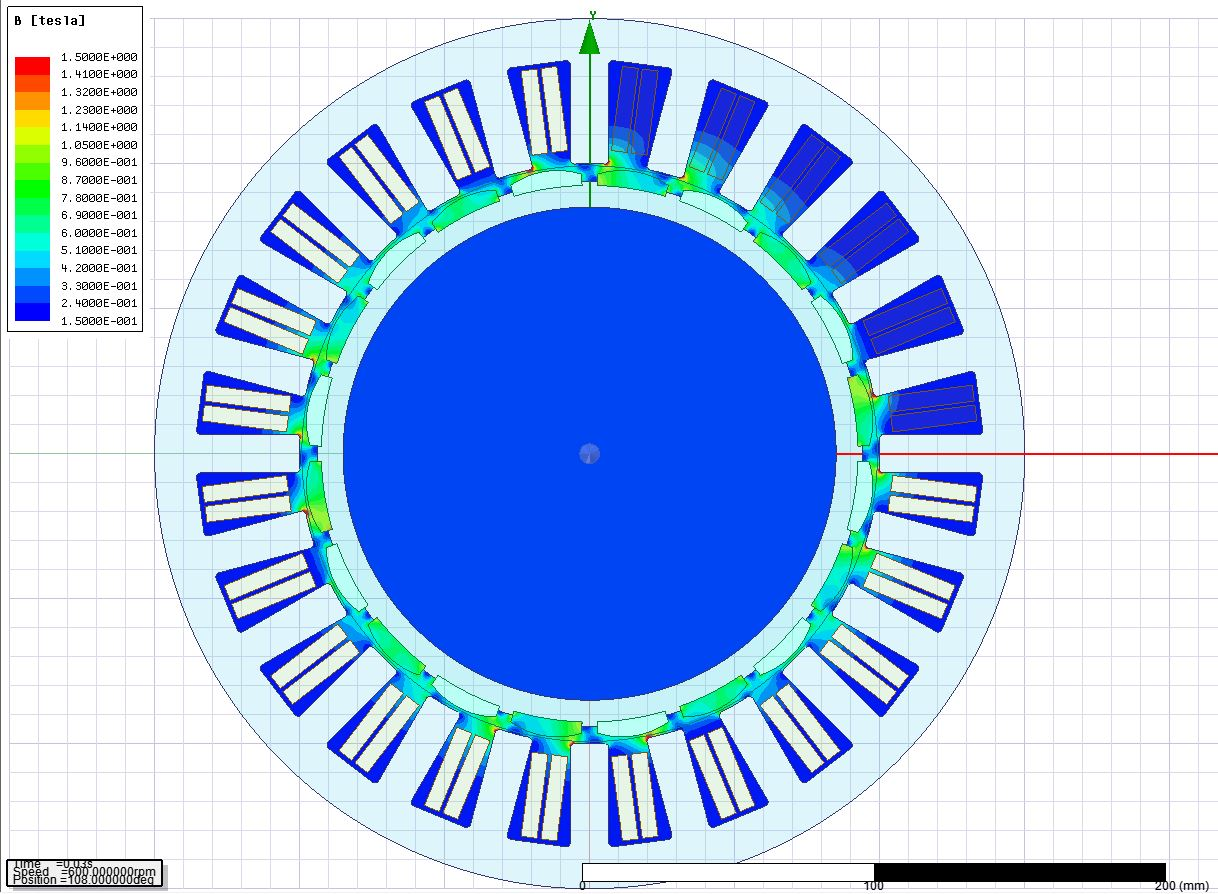 B [tesla]
1.5000E+000
1.4100E+000
1.3200E+000
1.2300E+000
1.1400E+000
1.0500E+000
9.6000E-001
8.7000E-001
7.8000E-001
6.9000E-001
6.0000E-001
5.1000E-001
4.2000E-001
3.3000E-001
2.4000E-001
1.5000E-001
Y
Time =0.03s
Speed =600.000000rpm
Position =108.000000deg
0 100 200 (mm)